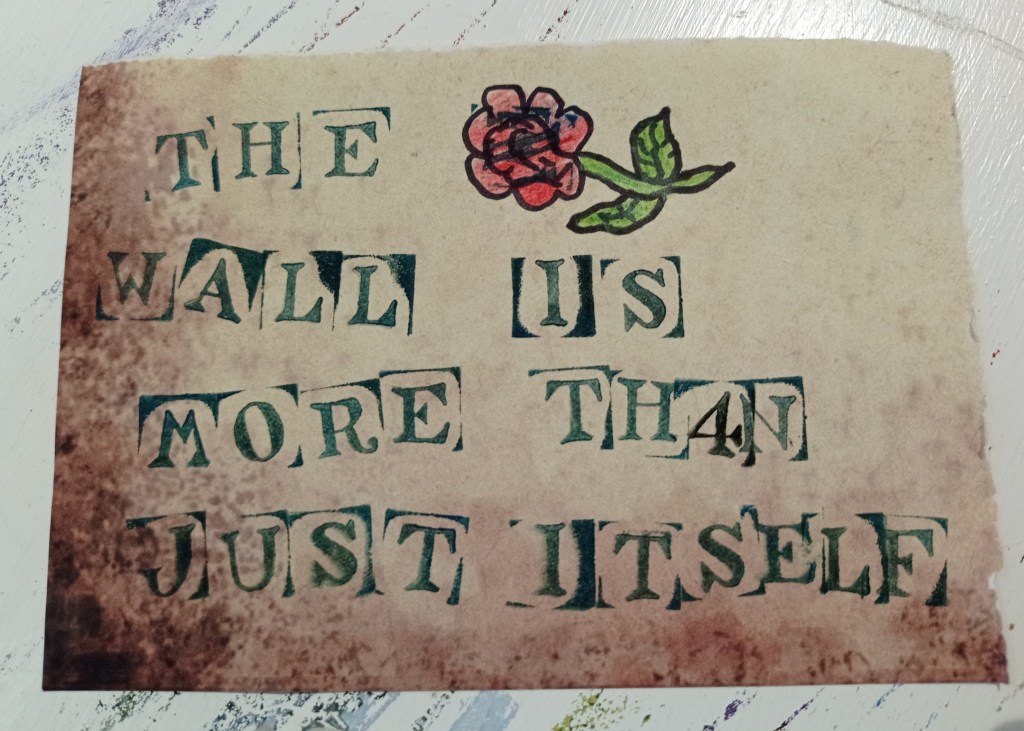 THE
WALL IS
MORE THAN
JUST ITSELF